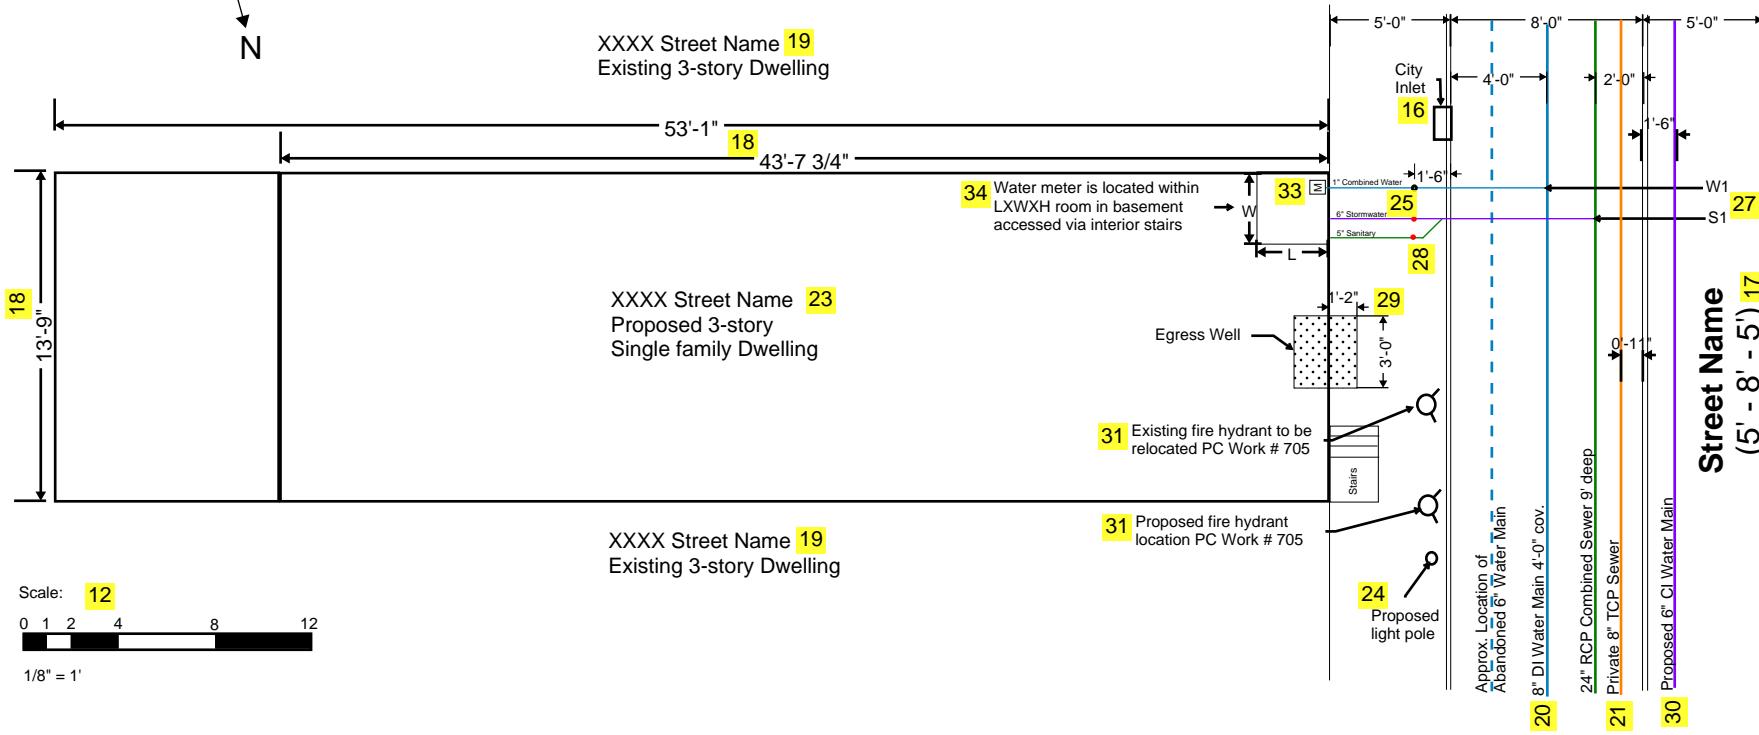 N
XXXX Street Name 19
Existing 3-story Dwelling
5'-0"
8'-0"
5'-0"
City
Inlet
16
4'-0"
2'-0"
1'-6"
53'-1"
18
43'-7 3/4"
34
Water meter is located within
LXWXH room in basement
accessed via interior stairs
W
L
33
M
1" Combined Water
1'-6"
25
6" Stormwater
5" Sanitary
28
W1
27
S1
18
13'-9"
XXXX Street Name 23
Proposed 3-story
Single family Dwelling
1'-2"
29
Egress Well
3'-0"
0'-11"
Street Name
(5' - 8' - 5') 17
31
Existing fire hydrant to be
relocated PC Work # 705
Stairs
31
Proposed fire hydrant
location PC Work # 705
XXXX Street Name 19
Existing 3-story Dwelling
24
Proposed
light pole
Approx. Location of
Abandoned 6" Water Main
8" DI Water Main 4'-0" cov.
20
24" RCP Combined Sewer 9' deep
Private 8" TCP Sewer
21
Proposed 6" CI Water Main
30
Scale: 12
0 1 2 4 8 12
1/8" = 1'